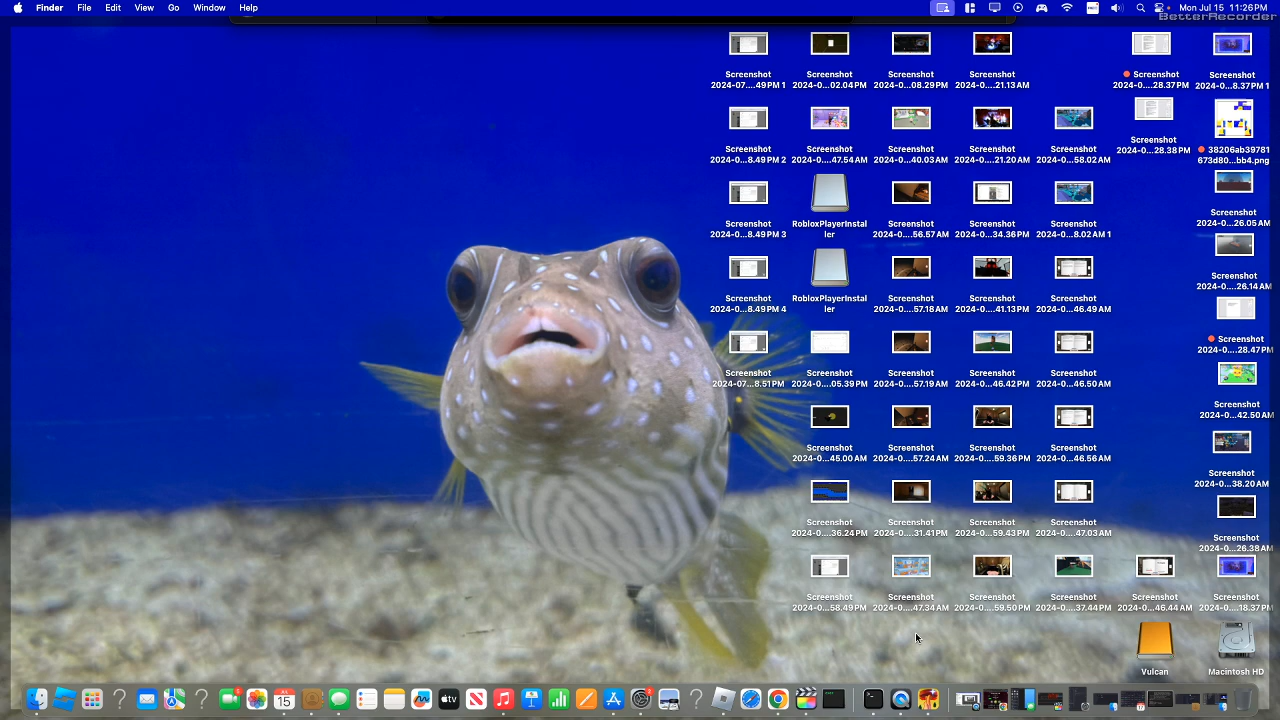 Finder File Edit View Go Window Help
Mon Jul 15 11:26 PM
BetterRecorder
Screenshot
2024-07....49 PM 1
Screenshot
2024-0....02.04 PM
Screenshot
2024-0....08.29 PM
Screenshot
2024-0....21.13 AM
Screenshot
2024-0....28.37 PM
Screenshot
2024-0...8.37 PM 1
Screenshot
2024-0...8.49 PM 2
Screenshot
2024-0....47.54 AM
Screenshot
2024-0....40.03 AM
Screenshot
2024-0....21.20 AM
Screenshot
2024-0....58.02 AM
Screenshot
2024-0...28.38 PM
38206ab39781
673d80...bb4.png
Screenshot
2024-0...8.49 PM 3
RobloxPlayerInstal
ler
Screenshot
2024-0....56.57 AM
Screenshot
2024-0....34.36 PM
Screenshot
2024-0...8.02 AM 1
Screenshot
2024-0...26.05 AM
Screenshot
2024-0...8.49 PM 4
RobloxPlayerInstal
ler
Screenshot
2024-0....57.18 AM
Screenshot
2024-0....41.13 PM
Screenshot
2024-0....46.49 AM
Screenshot
2024-0....26.14 AM
Screenshot
2024-07...8.51 PM
Screenshot
2024-0....05.39 PM
Screenshot
2024-0....57.19 AM
Screenshot
2024-0....46.42 PM
Screenshot
2024-0....46.50 AM
Screenshot
2024-0....28.47 PM
Screenshot
2024-0...45.00 AM
Screenshot
2024-0....57.24 AM
Screenshot
2024-0....59.36 PM
Screenshot
2024-0....46.56 AM
Screenshot
2024-0...42.50 AM
Screenshot
2024-0...36.24 PM
Screenshot
2024-0....31.41 PM
Screenshot
2024-0....59.43 PM
Screenshot
2024-0....47.03 AM
Screenshot
2024-0...38.20 AM
Screenshot
2024-0...58.49 PM
Screenshot
2024-0....47.34 AM
Screenshot
2024-0....59.50 PM
Screenshot
2024-0....37.44 PM
Screenshot
2024-0...46.44 AM
Screenshot
2024-0...26.38 AM
Screenshot
2024-0....18.37 PM
Vulcan
Macintosh HD